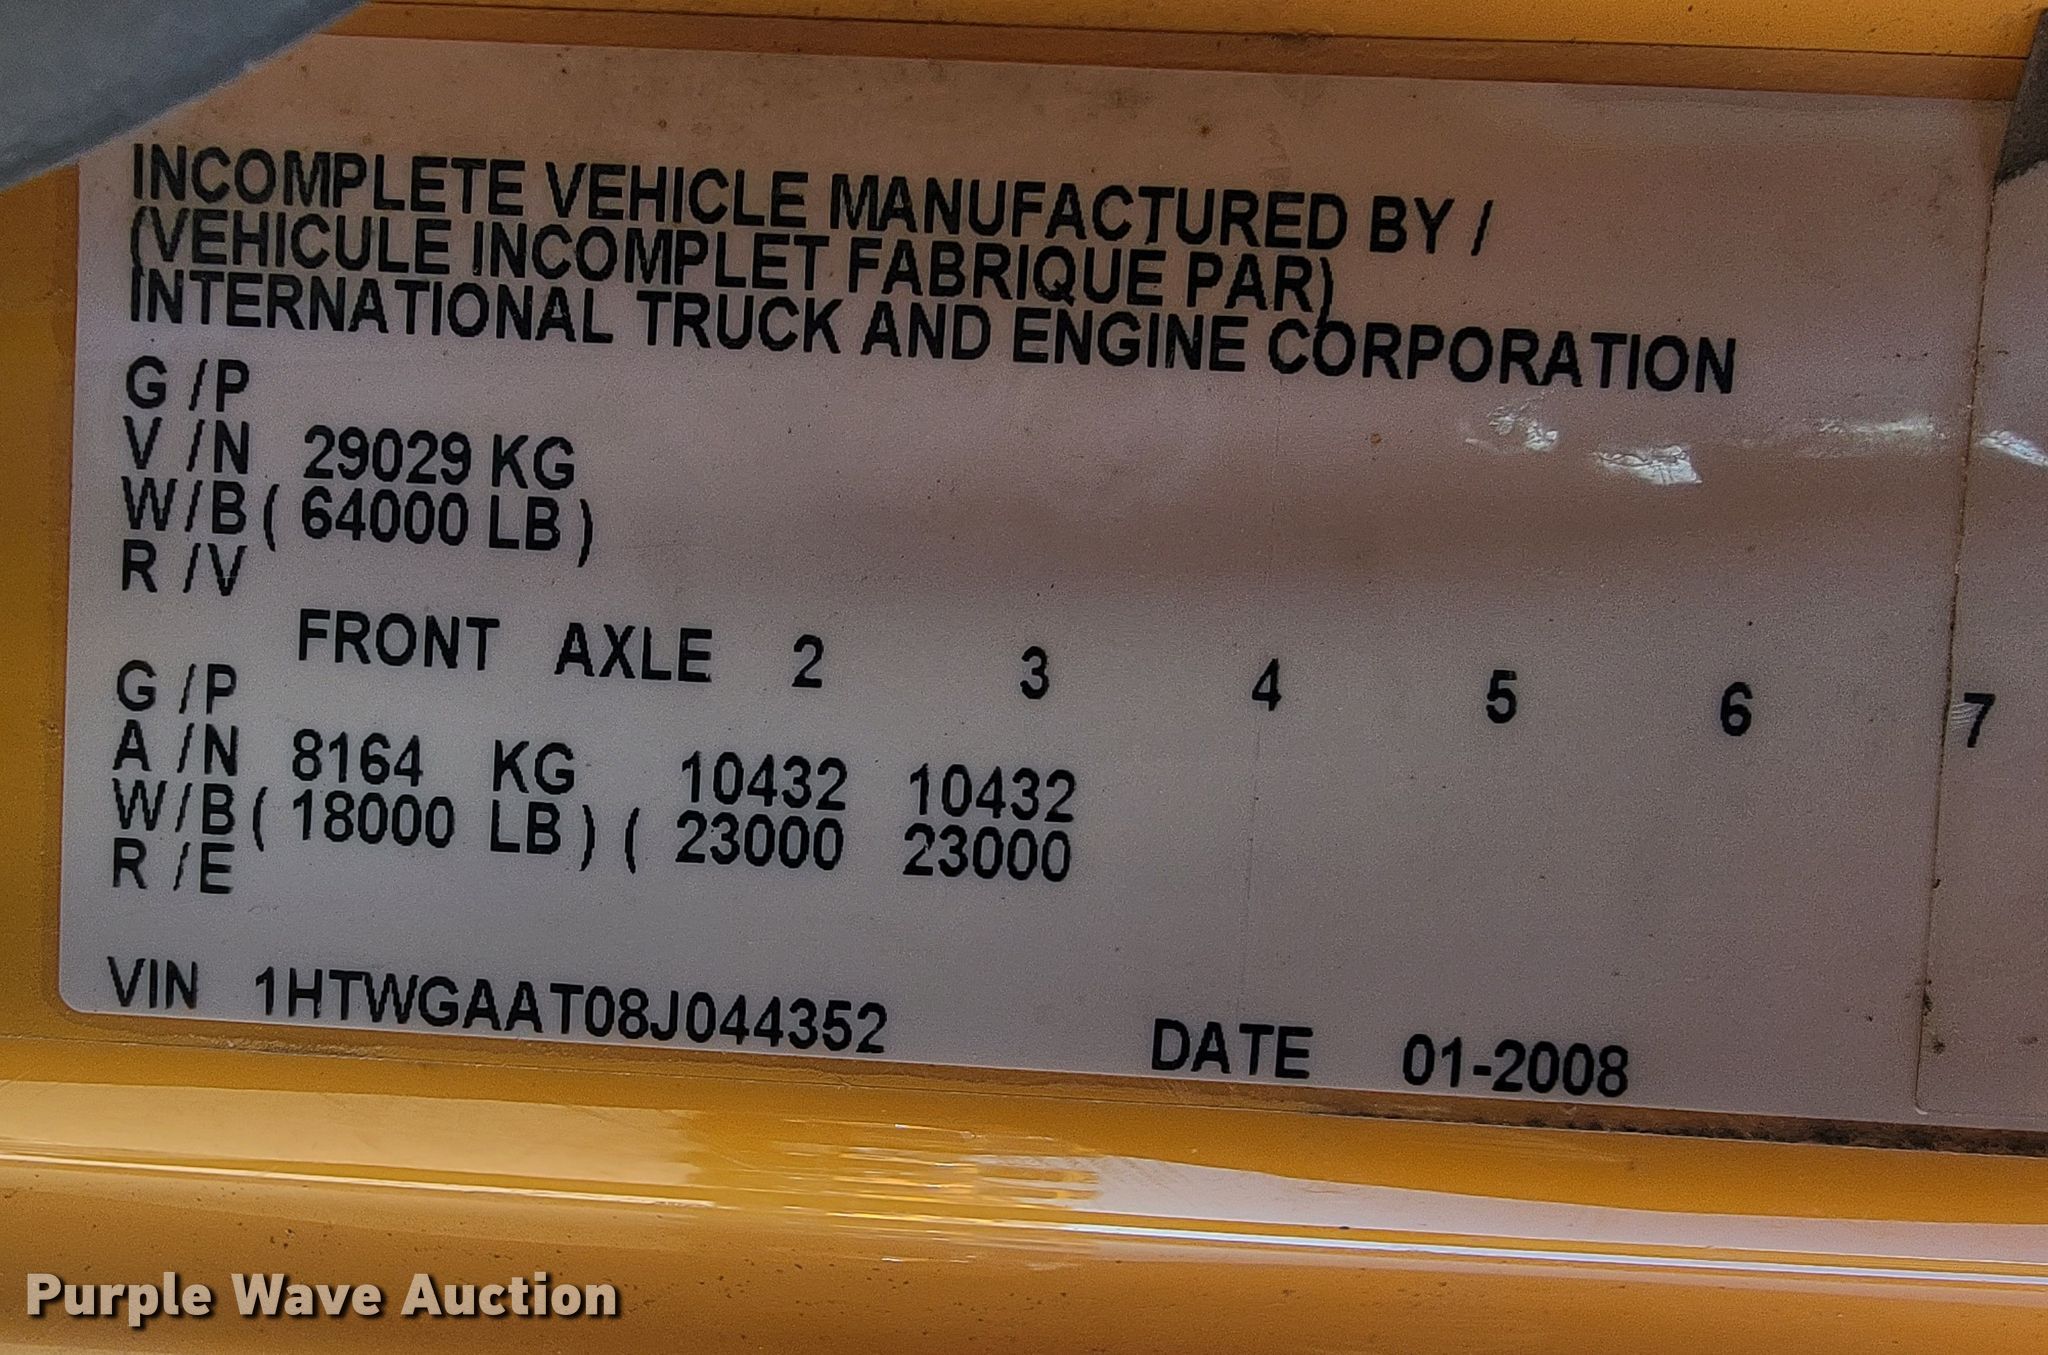 INCOMPLETE VEHICLE MANUFACTURED BY /
(VEHICULE INCOMPLET FABRIQUE PAR)
INTERNATIONAL TRUCK AND ENGINE CORPORATION
G /P
V /N 29029 KG
W/B ( 64000 LB )
R /V
FRONT AXLE 2 3 4 5 6 7
G /P
A /N 8164 KG 10432 10432
W/B ( 18000 LB ) ( 23000 23000
R /E
VIN 1HTWGAAT08J044352 DATE 01-2008
Purple Wave Auction